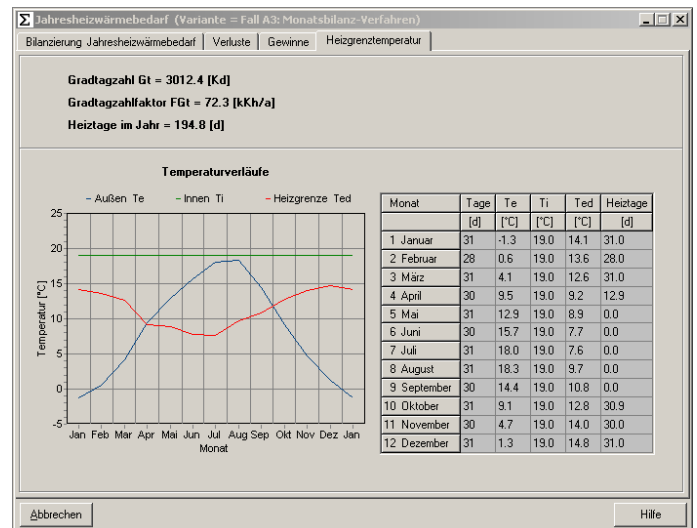 Σ Jahresheizwärmebedarf (Variante = Fall A3: Monatsbilanz-Verfahren)
Bilanzierung Jahresheizwärmebedarf Verluste Gewinne Heizgrenztemperatur
Gradtagzahl Gt = 3012.4 [Kd]
Gradtagzahlfaktor FGt = 72.3 [kKh/a]
Heiztage im Jahr = 194.8 [d]
Temperaturverläufe
Außen Te Innen Ti Heizgrenze Ted
Temperatur [°C]
25
20
15
10
5
0
-5
Jan Feb Mar Apr Mai Jun Jul Aug Sep Okt Nov Dez Jan
Monat
Monat Tage Te Ti Ted Heiztage
[d] [°C] [°C] [°C] [d]
1 Januar 31 -1.3 19.0 14.1 31.0
2 Februar 28 0.6 19.0 13.6 28.0
3 März 31 4.1 19.0 12.6 31.0
4 April 30 9.5 19.0 9.2 12.9
5 Mai 31 12.9 19.0 8.9 0.0
6 Juni 30 15.7 19.0 7.7 0.0
7 Juli 31 18.0 19.0 7.6 0.0
8 August 31 18.3 19.0 9.7 0.0
9 September 30 14.4 19.0 10.8 0.0
10 Oktober 31 9.1 19.0 12.8 30.9
11 November 30 4.7 19.0 14.0 30.0
12 Dezember 31 1.3 19.0 14.8 31.0
Abbrechen Hilfe